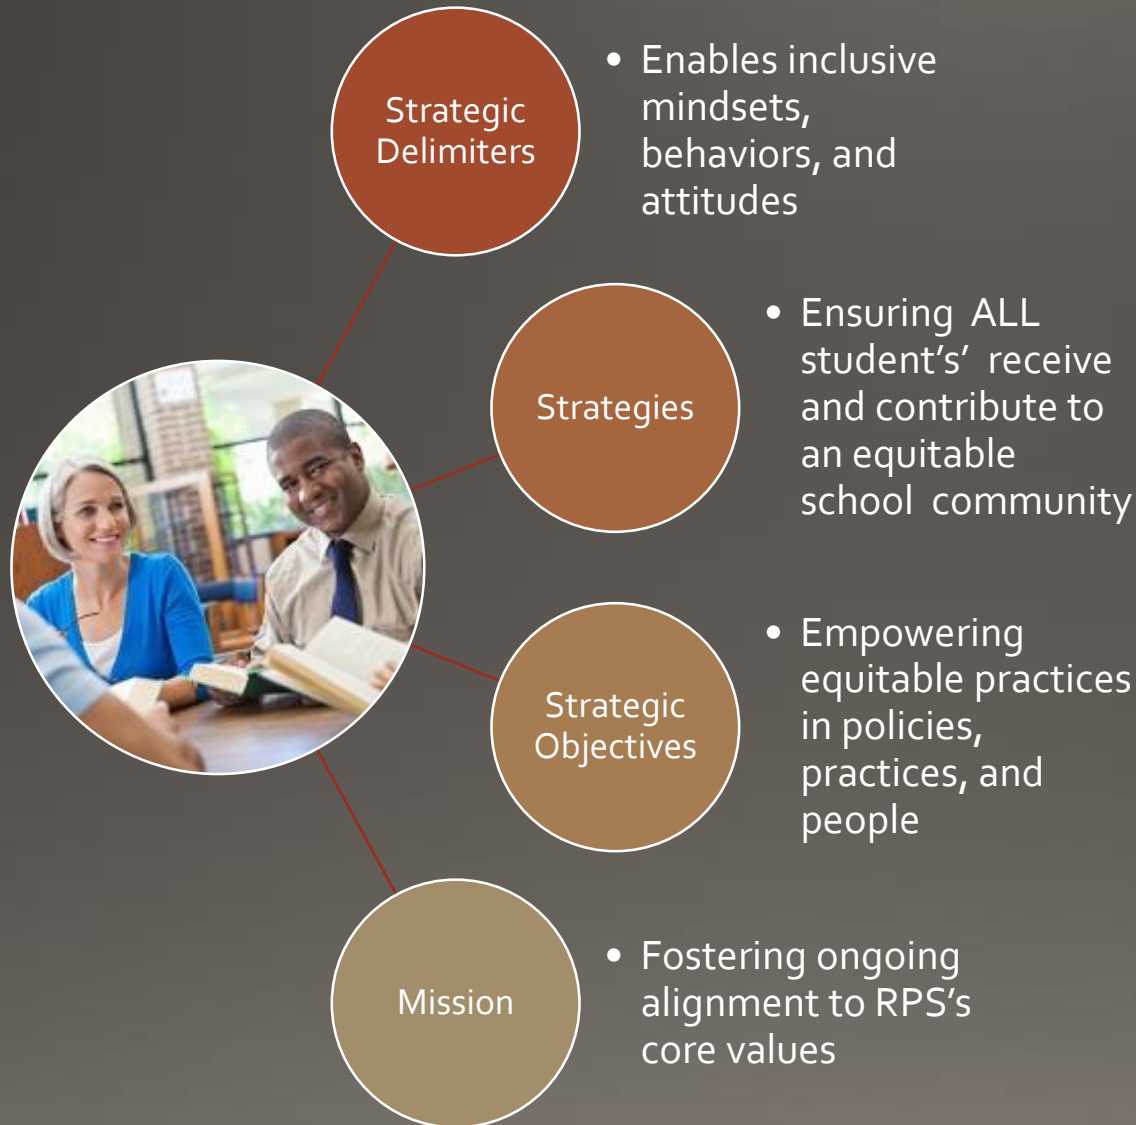 Strategic
Delimiters
• Enables inclusive
mindsets,
behaviors, and
attitudes
Strategies
• Ensuring  ALL
student's'  receive
and contribute to
an equitable
school  community
Strategic
Objectives
• Empowering
equitable practices
in policies,
practices, and
people
Mission
• Fostering ongoing
alignment to RPS's
core values